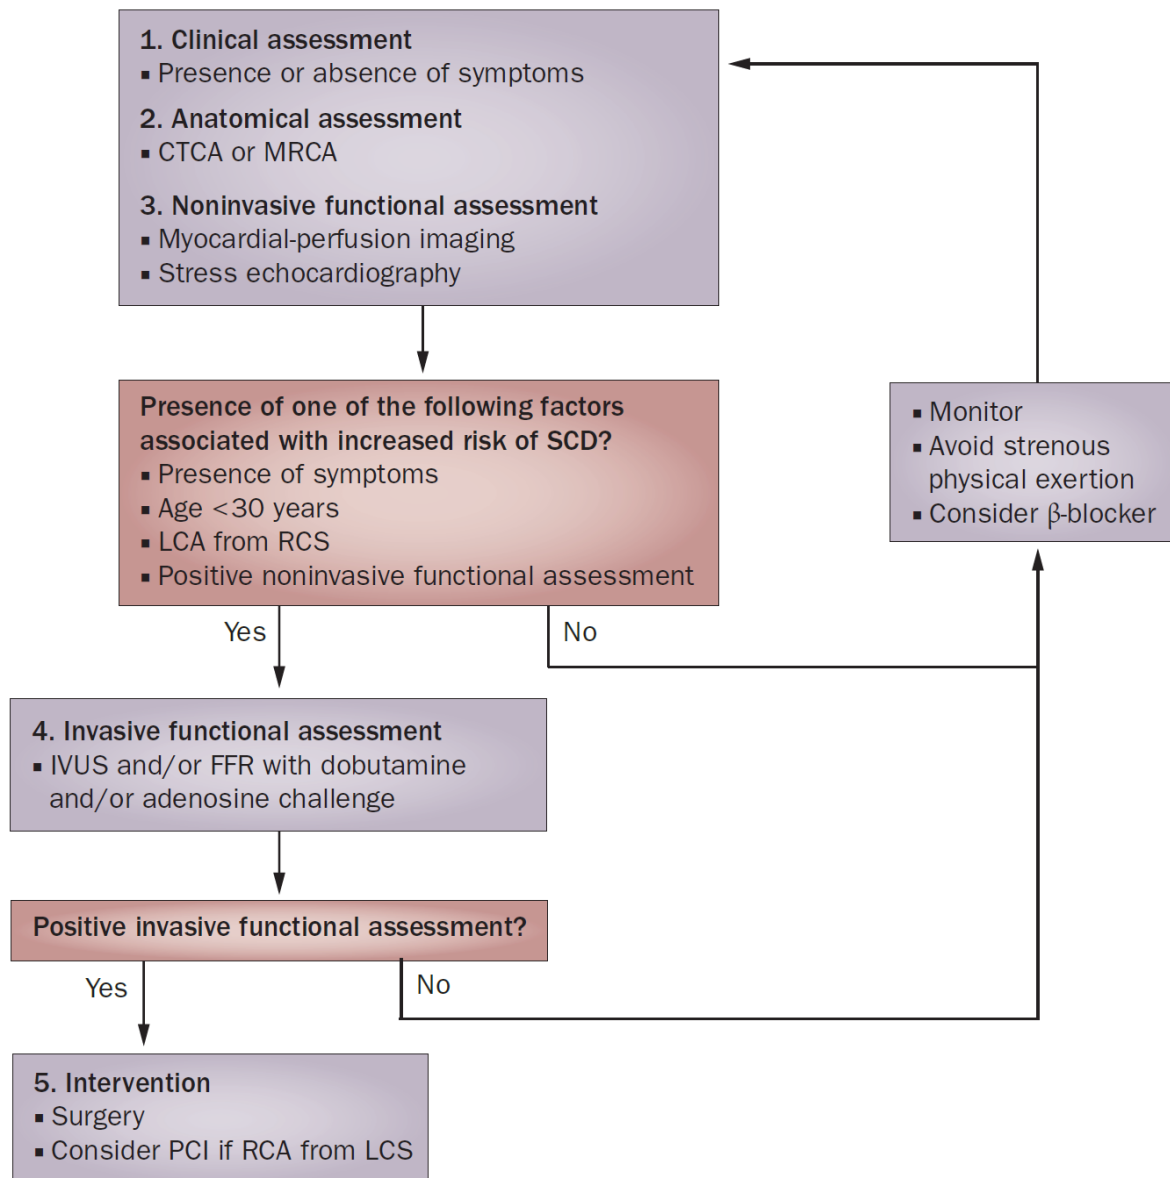 1. Clinical assessment
▪ Presence or absence of symptoms
2. Anatomical assessment
▪ CTCA or MRCA
3. Noninvasive functional assessment
▪ Myocardial-perfusion imaging
▪ Stress echocardiography
Presence of one of the following factors
associated with increased risk of SCD?
▪ Presence of symptoms
▪ Age <30 years
▪ LCA from RCS
▪ Positive noninvasive functional assessment
▪ Monitor
▪ Avoid strenous
physical exertion
▪ Consider β-blocker
Yes
No
4. Invasive functional assessment
▪ IVUS and/or FFR with dobutamine
and/or adenosine challenge
Positive invasive functional assessment?
Yes
No
5. Intervention
▪ Surgery
▪ Consider PCI if RCA from LCS